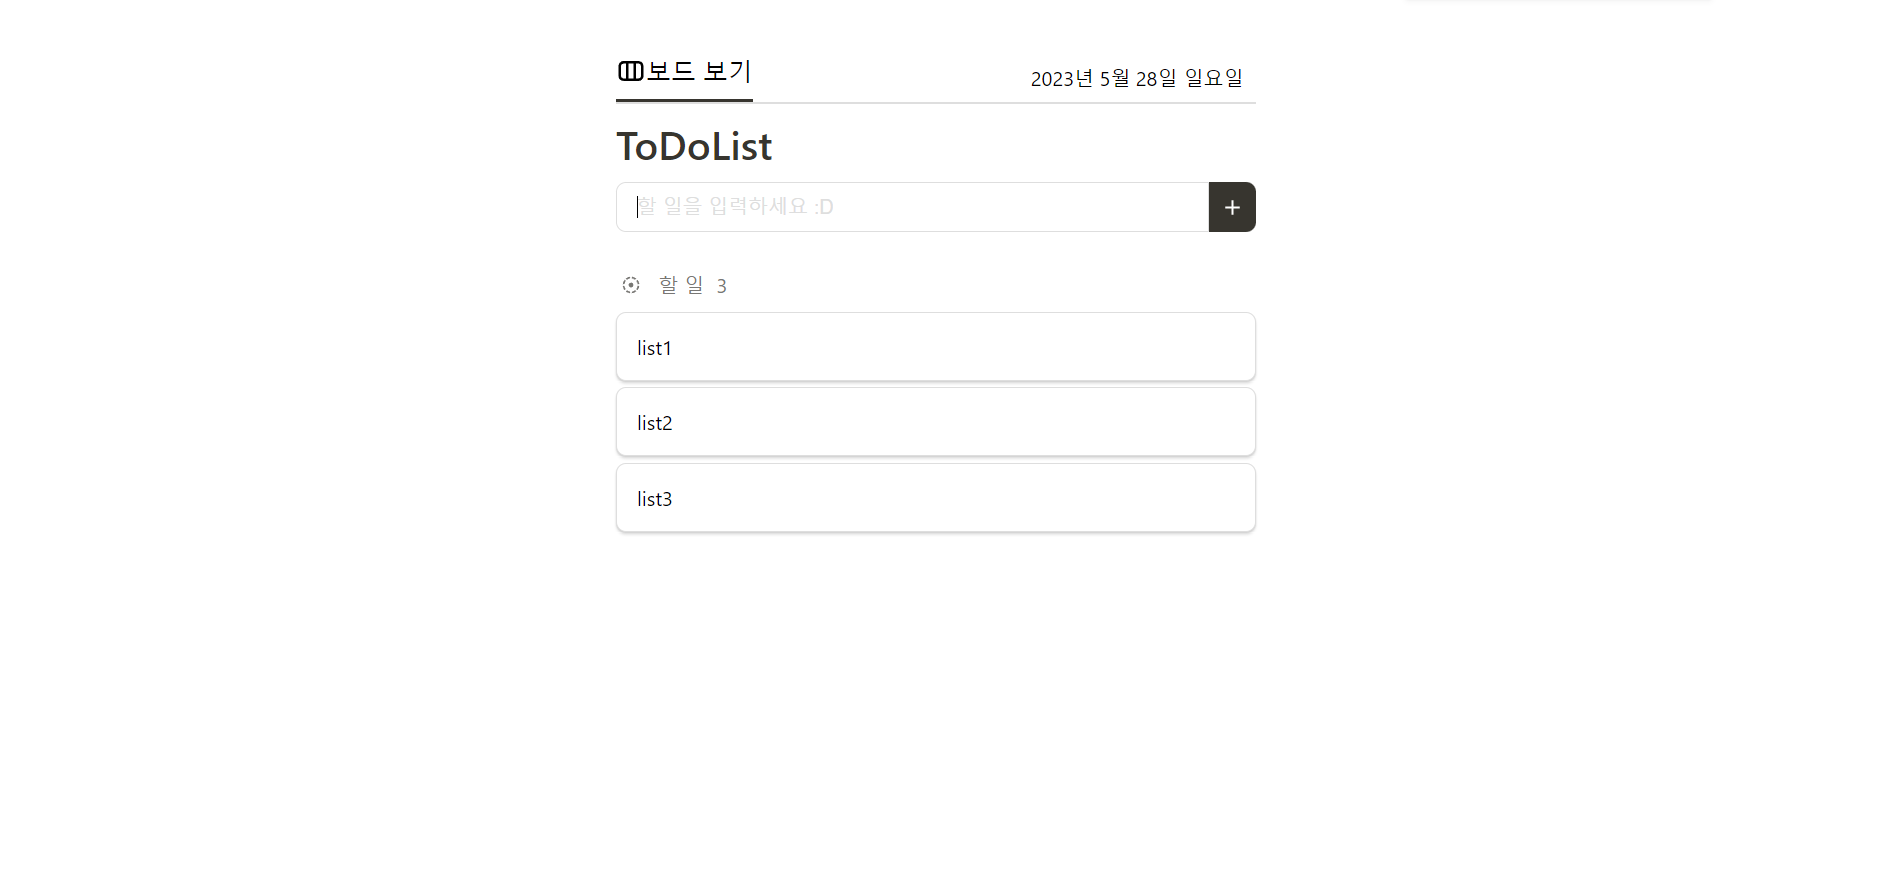 보드 보기
2023년 5월 28일 일요일
ToDoList
할 일을 입력하세요 :D
+
할 일 3
list1
list2
list3